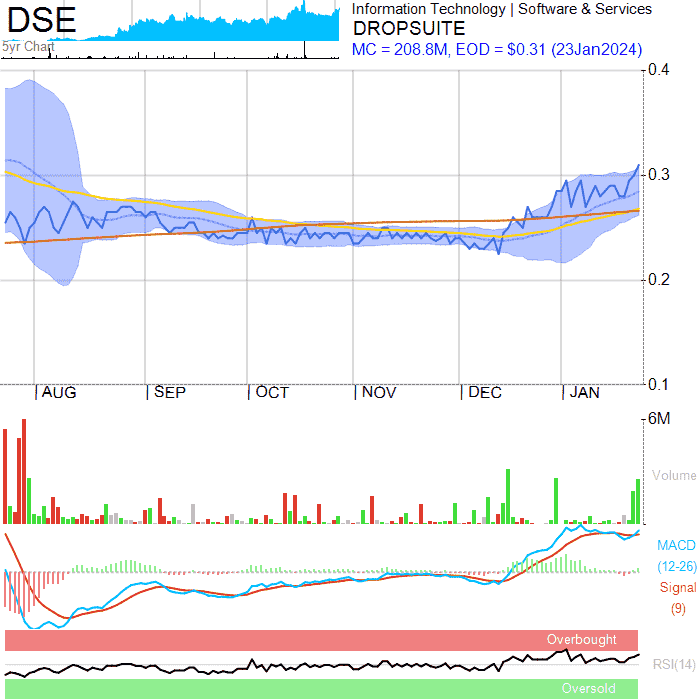 DSE
5yr Chart
Information Technology | Software & Services
DROPSUITE
MC = 208.8M, EOD = $0.31 (23Jan2024)
0.4
0.3
0.2
0.1
AUG SEP OCT NOV DEC JAN
6M
Volume
MACD
(12-26)
Signal
(9)
Overbought
RSI(14)
Oversold